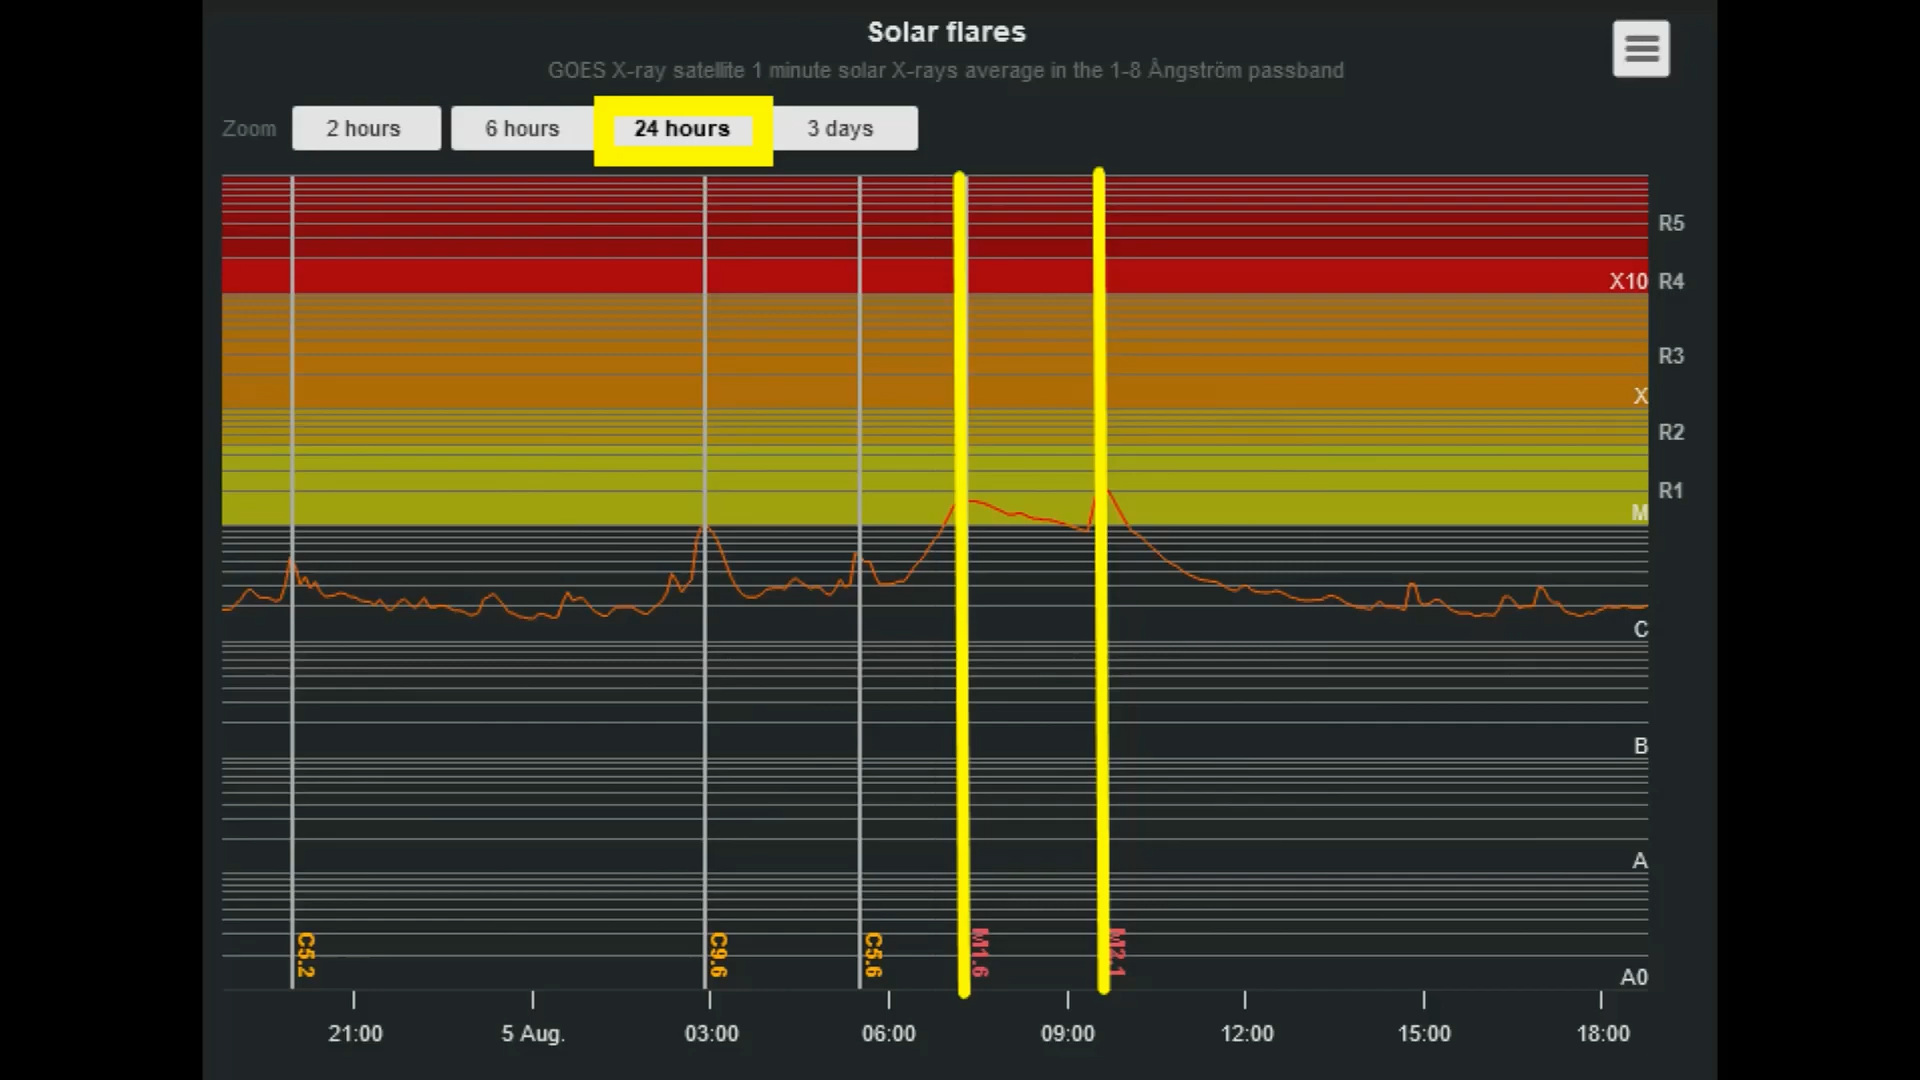 Solar flares
GOES X-ray satellite 1 minute solar X-rays average in the 1-8 Ångström passband
Zoom 2 hours 6 hours 24 hours 3 days
R5
X10 R4
R3
X
R2
R1
M
C
B
A
A0
C5.2
C9.6
C5.6
M1.6
M2.1
21:00 5 Aug. 03:00 06:00 09:00 12:00 15:00 18:00